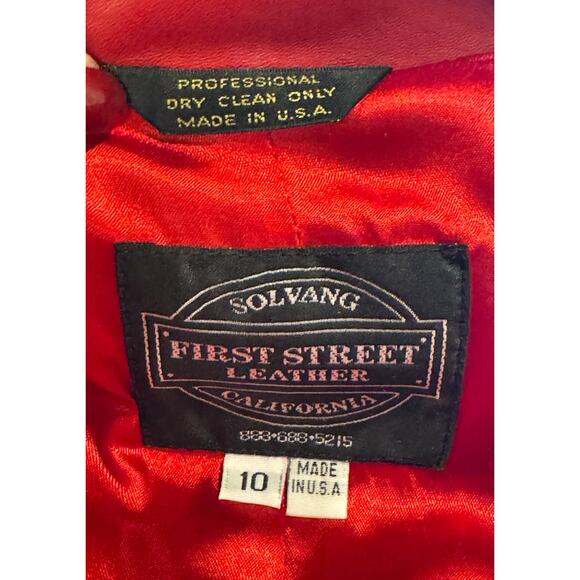 PROFESSIONAL
DRY CLEAN ONLY
MADE IN U.S.A.
SOLVANG
FIRST STREET
LEATHER
CALIFORNIA
888•688•5215
10
MADE
IN U.S.A